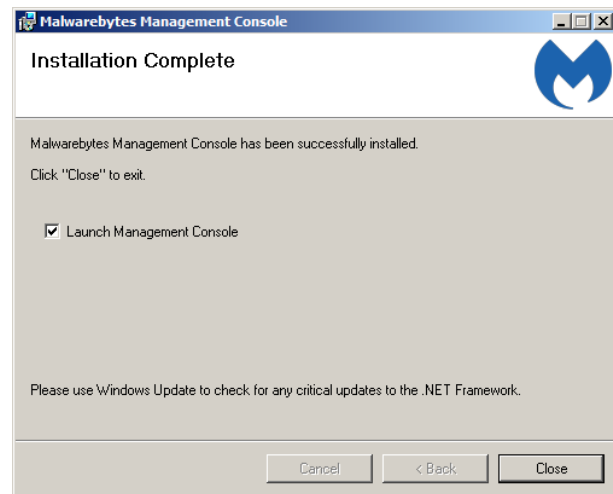 Malwarebytes Management Console
Installation Complete
Malwarebytes Management Console has been successfully installed.
Click "Close" to exit.
Launch Management Console
Please use Windows Update to check for any critical updates to the .NET Framework.
Cancel
< Back
Close